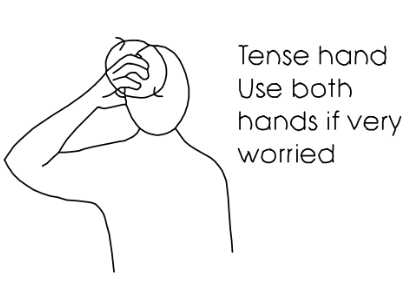 Tense hand
Use both
hands if very
worried